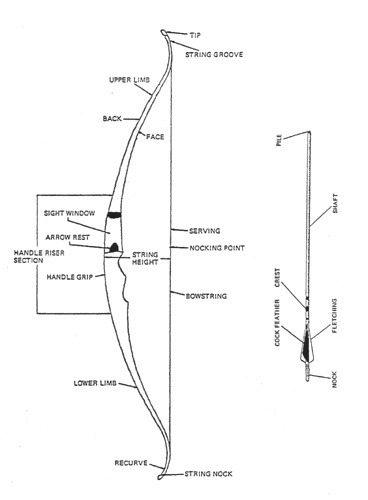 TIP
STRING GROOVE
UPPER LIMB
BACK
FACE
SIGHT WINDOW
ARROW REST
HANDLE RISER
SECTION
STRING
HEIGHT
HANDLE GRIP
SERVING
NOCKING POINT
BOWSTRING
LOWER LIMB
RECURVE
STRING NOCK
PILE
SHAFT
CREST
COCK FEATHER
FLETCHING
NOCK